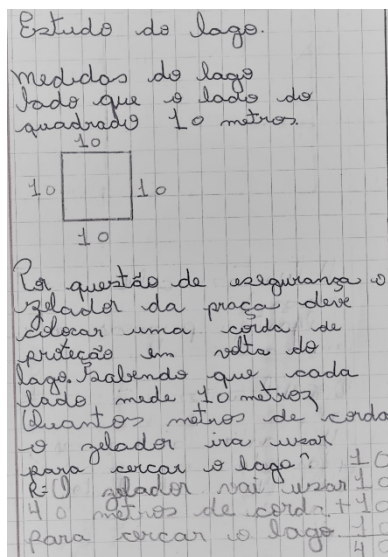 Estudo do lago.
Medidas do lago
lado que o lado do
quadrado 10 metros.
10
10 10
10
Por questão de esegurança o
zelador da praça deve
colocar uma corda de
proteção em volta do
lago. Sabendo que cada
lado mede 10 metros,
Quantos metros de corda
o zelador ira usar
para cercar o lago? 10
R=O zelador vai usar 10
40 metros de corda. +10
para cercar o lago. 10
40